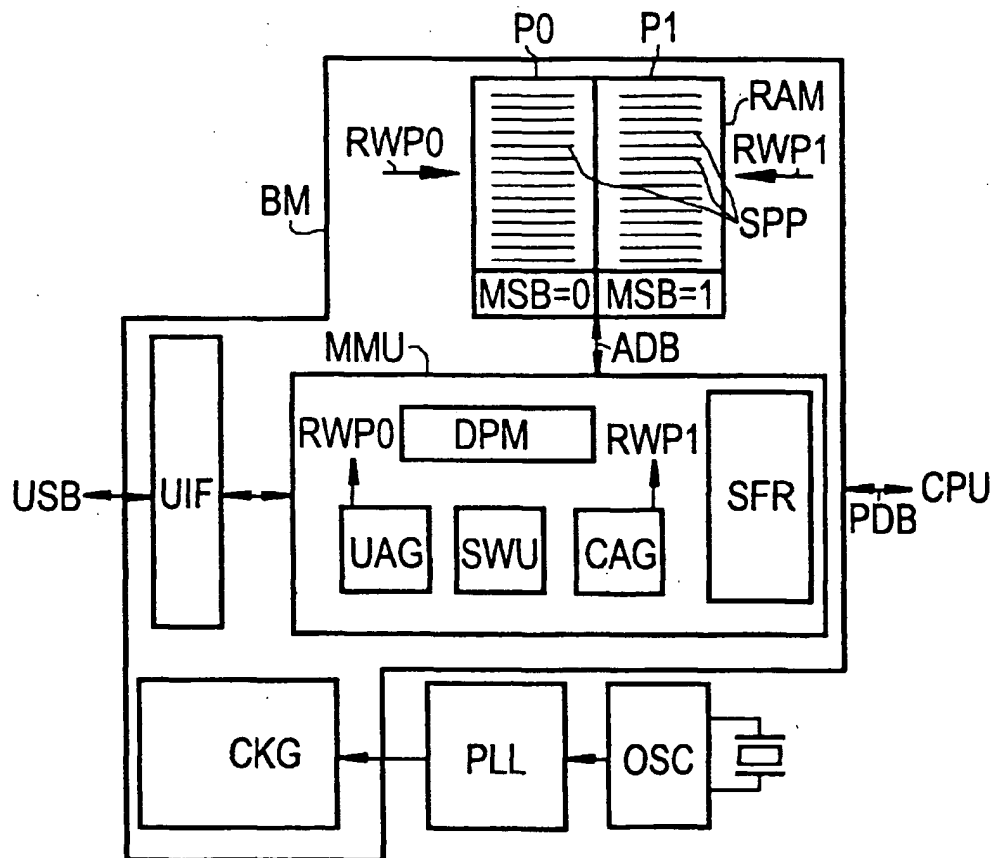 P0 P1
RAM
RWP0 RWP1
BM
SPP
MSB=0 MSB=1
MMU ADB
RWP0 DPM RWP1
USB UIF SFR CPU
PDB
UAG SWU CAG
CKG PLL OSC